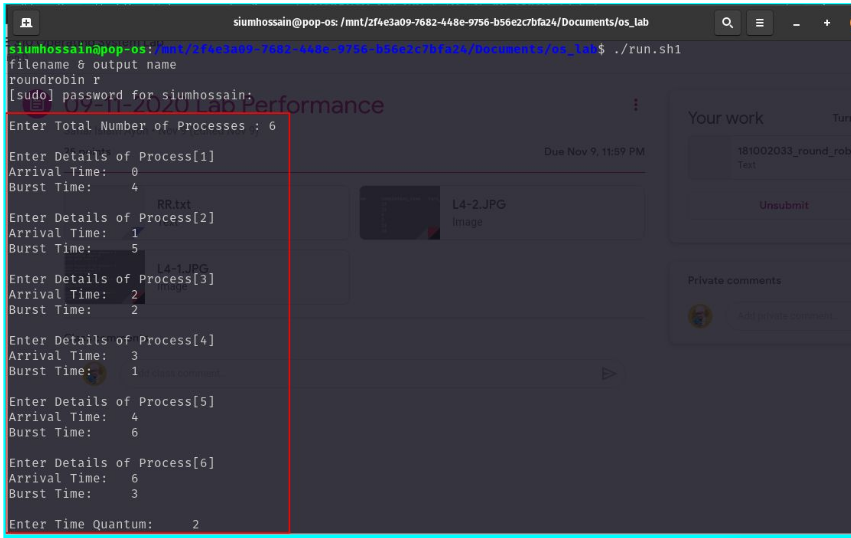 siumhossain@pop-os: /mnt/2f4e3a09-7682-448e-9756-b56e2c7bfa24/Documents/os_lab
siumhossain@pop-os:/mnt/2f4e3a09-7682-448e-9756-b56e2c7bfa24/Documents/os_lab$ ./run.sh1
filename & output name
roundrobin r
[sudo] password for siumhossain:
09-11-2020 Lab Performance
Your work
Due Nov 9, 11:59 PM
181002033_round_rob
Text
RR.txt
L4-2.JPG
Image
Unsubmit
L4-1.JPG
Image
Private comments
Add private comment...
Enter Total Number of Processes : 6
Enter Details of Process[1]
Arrival Time: 0
Burst Time: 4
Enter Details of Process[2]
Arrival Time: 1
Burst Time: 5
Enter Details of Process[3]
Arrival Time: 2
Burst Time: 2
Enter Details of Process[4]
Arrival Time: 3
Burst Time: 1
Enter Details of Process[5]
Arrival Time: 4
Burst Time: 6
Enter Details of Process[6]
Arrival Time: 6
Burst Time: 3
Enter Time Quantum: 2